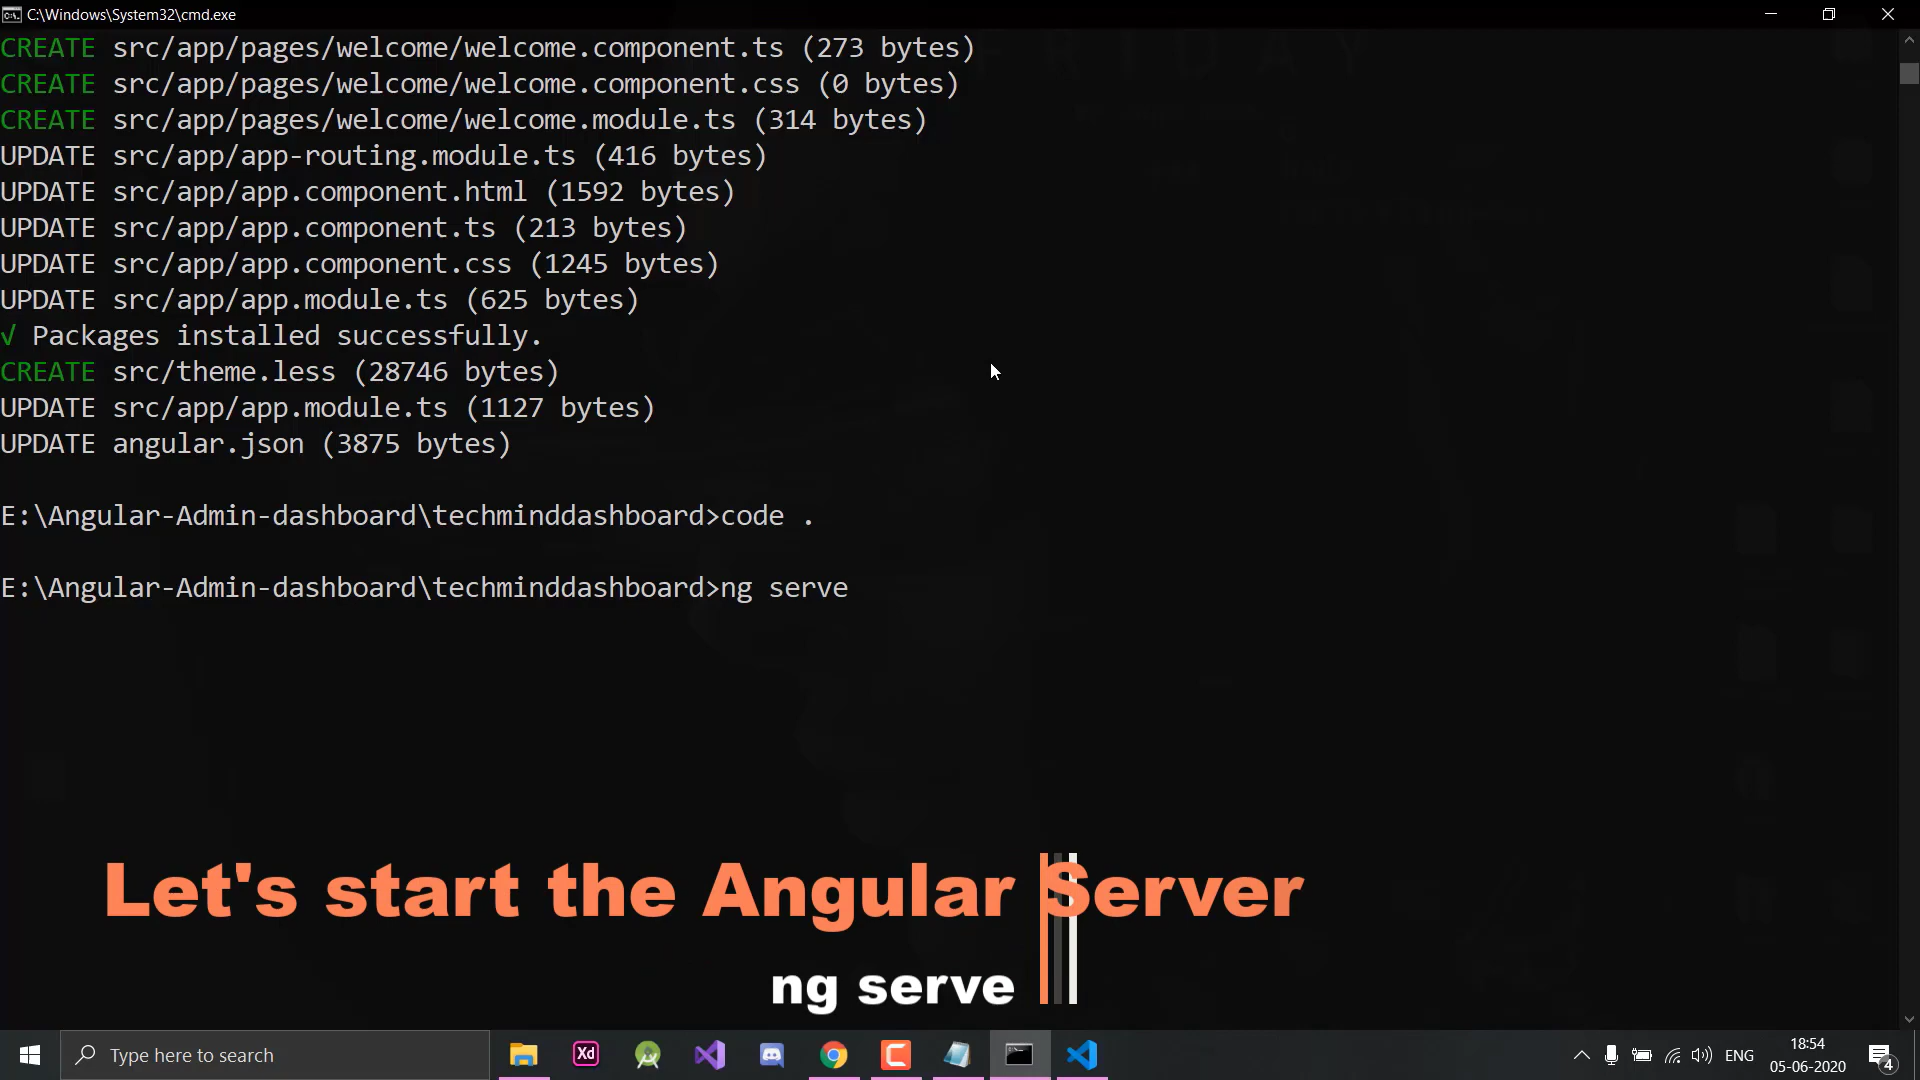 C:\Windows\System32\cmd.exe
CREATE src/app/pages/welcome/welcome.component.ts (273 bytes)
CREATE src/app/pages/welcome/welcome.component.css (0 bytes)
CREATE src/app/pages/welcome/welcome.module.ts (314 bytes)
UPDATE src/app/app-routing.module.ts (416 bytes)
UPDATE src/app/app.component.html (1592 bytes)
UPDATE src/app/app.component.ts (213 bytes)
UPDATE src/app/app.component.css (1245 bytes)
UPDATE src/app/app.module.ts (625 bytes)
√ Packages installed successfully.
CREATE src/theme.less (28746 bytes)
UPDATE src/app/app.module.ts (1127 bytes)
UPDATE angular.json (3875 bytes)
E:\Angular-Admin-dashboard\techminddashboard>code .
E:\Angular-Admin-dashboard\techminddashboard>ng serve
Let's start the Angular Server
ng serve
Type here to search
Xd
ENG
18:54
05-06-2020
4